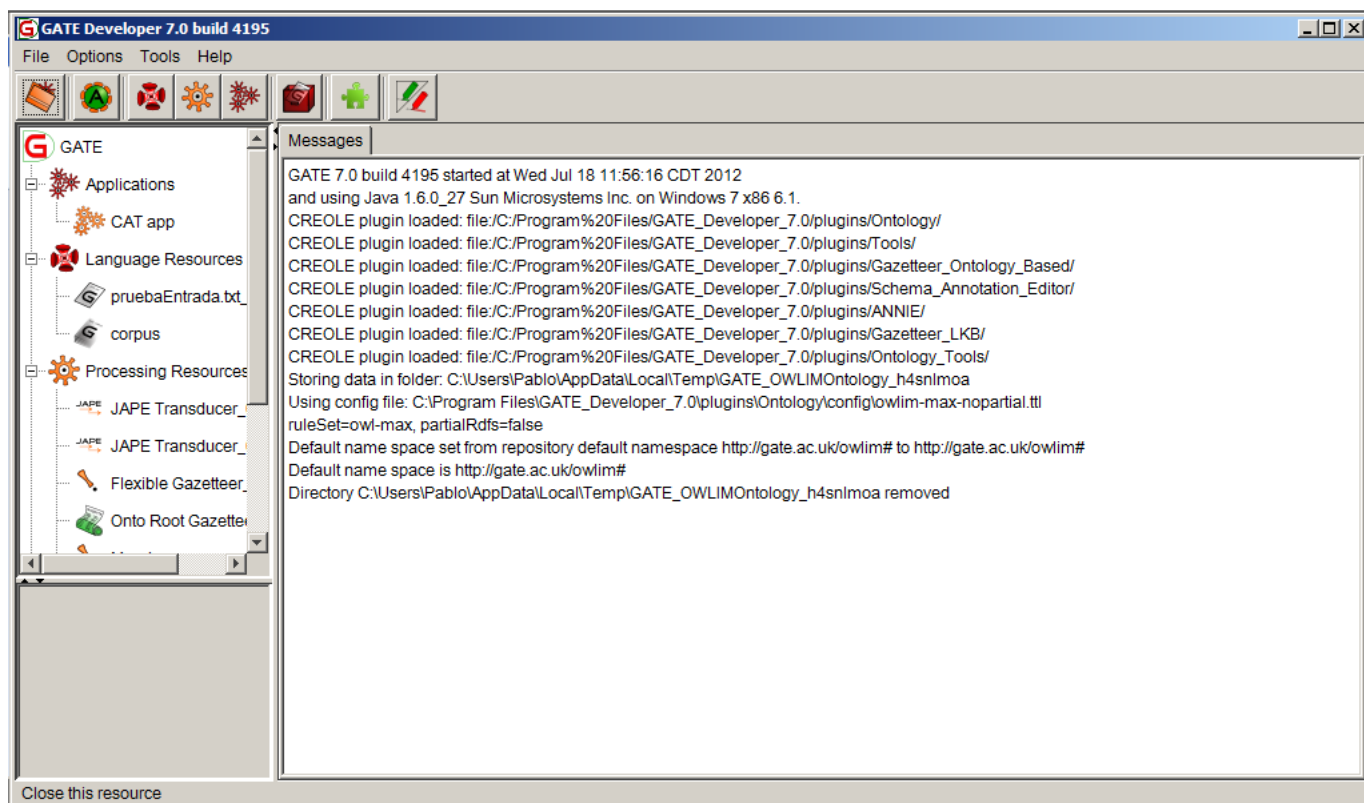 GATE Developer 7.0 build 4195
File Options Tools Help
GATE
Applications
CAT app
Language Resources
pruebaEntrada.txt_
corpus
Processing Resources
JAPE Transducer_
JAPE Transducer_
Flexible Gazetteer_
Onto Root Gazettee
Messages
GATE 7.0 build 4195 started at Wed Jul 18 11:56:16 CDT 2012
and using Java 1.6.0_27 Sun Microsystems Inc. on Windows 7 x86 6.1.
CREOLE plugin loaded: file:/C:/Program%20Files/GATE_Developer_7.0/plugins/Ontology/
CREOLE plugin loaded: file:/C:/Program%20Files/GATE_Developer_7.0/plugins/Tools/
CREOLE plugin loaded: file:/C:/Program%20Files/GATE_Developer_7.0/plugins/Gazetteer_Ontology_Based/
CREOLE plugin loaded: file:/C:/Program%20Files/GATE_Developer_7.0/plugins/Schema_Annotation_Editor/
CREOLE plugin loaded: file:/C:/Program%20Files/GATE_Developer_7.0/plugins/ANNIE/
CREOLE plugin loaded: file:/C:/Program%20Files/GATE_Developer_7.0/plugins/Gazetteer_LKB/
CREOLE plugin loaded: file:/C:/Program%20Files/GATE_Developer_7.0/plugins/Ontology_Tools/
Storing data in folder: C:\Users\Pablo\AppData\Local\Temp\GATE_OWLIMOntology_h4snlmoa
Using config file: C:\Program Files\GATE_Developer_7.0\plugins\Ontology\config\owlim-max-nopartial.ttl
ruleSet=owl-max, partialRdfs=false
Default name space set from repository default namespace http://gate.ac.uk/owlim# to http://gate.ac.uk/owlim#
Default name space is http://gate.ac.uk/owlim#
Directory C:\Users\Pablo\AppData\Local\Temp\GATE_OWLIMOntology_h4snlmoa removed
Close this resource